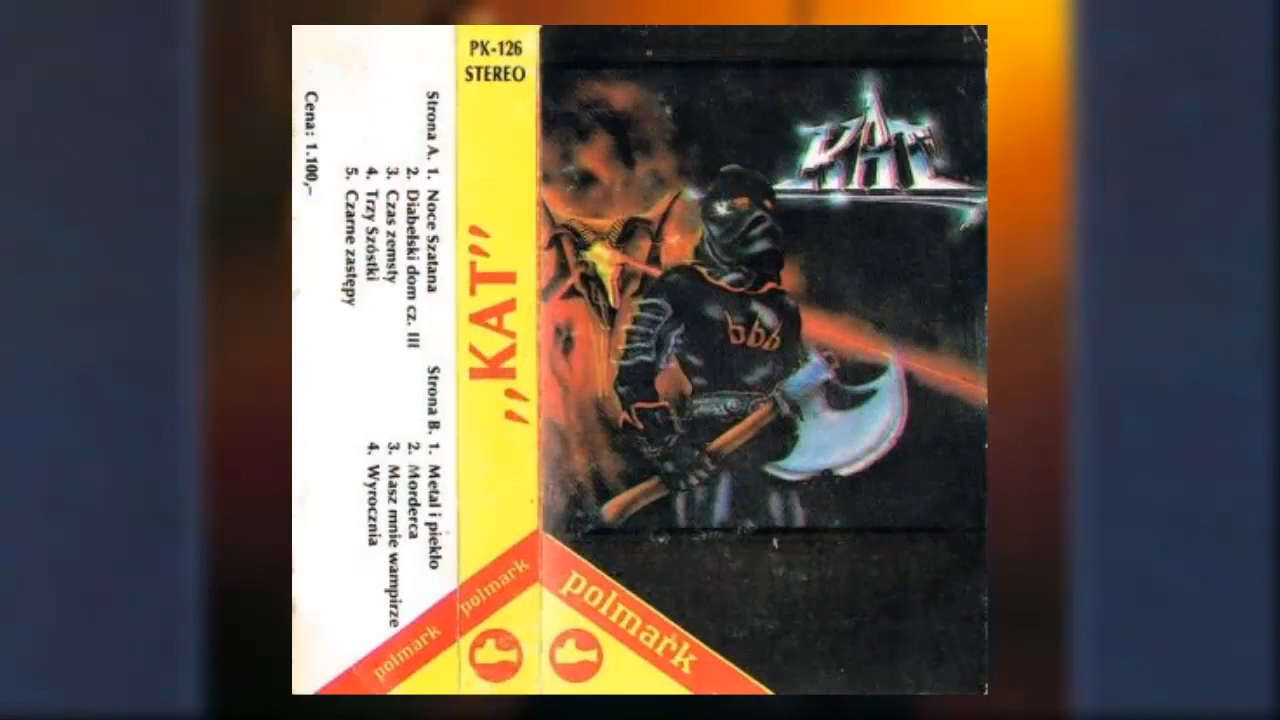 Cena: 1.100,-
Strona A. 1. Noce Szatana
2. Diabelski dom cz. III
3. Czas zemsty
4. Trzy Szóstki
5. Czarne zastępy
Strona B. 1. Metal i piekło
2. Morderca
3. Masz mnie wampirze
4. Wyrocznia
polmark
PK-126
STEREO
„KAT”
polmark
KAT
666
polmark